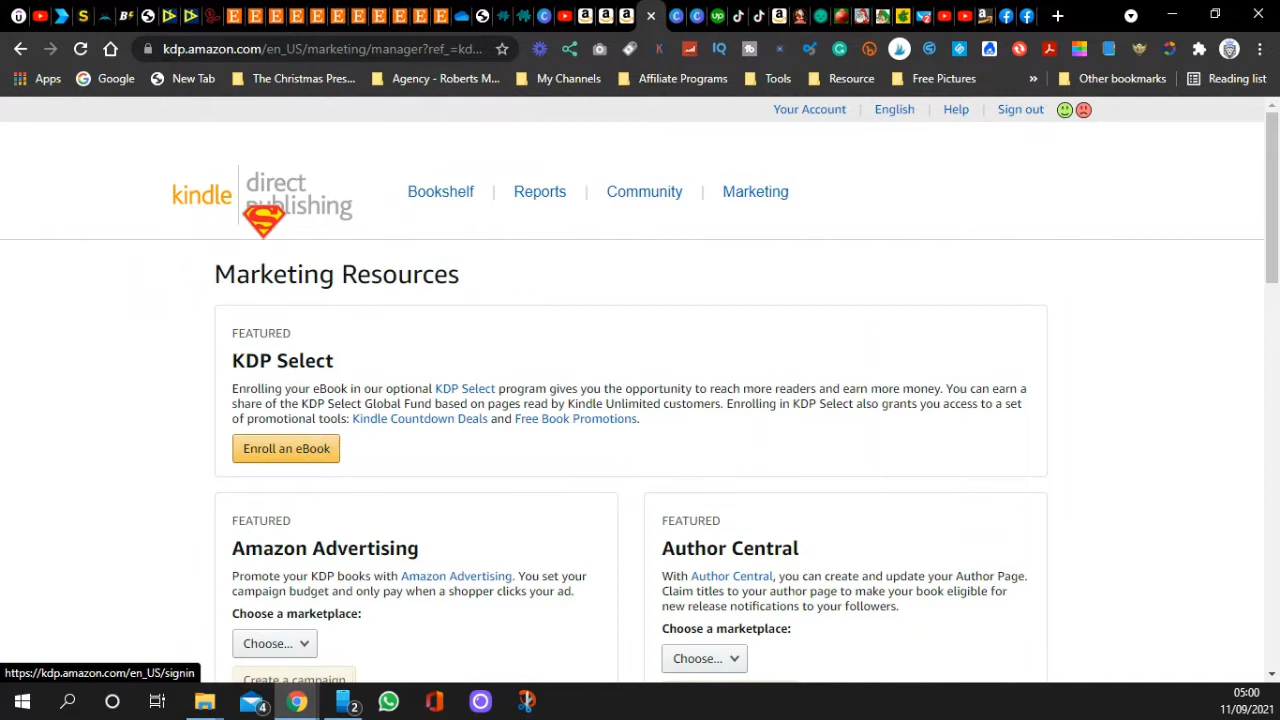 kdp.amazon.com/en_US/marketing/manager?ref_=kd...
Apps
Google
New Tab
The Christmas Pres...
Agency - Roberts M...
My Channels
Affiliate Programs
Tools
Resource
Free Pictures
»
Other bookmarks
Reading list
Your Account | English | Help | Sign out
kindle direct publishing
Bookshelf | Reports | Community | Marketing
Marketing Resources
FEATURED
KDP Select
Enrolling your eBook in our optional KDP Select program gives you the opportunity to reach more readers and earn more money. You can earn a
share of the KDP Select Global Fund based on pages read by Kindle Unlimited customers. Enrolling in KDP Select also grants you access to a set
of promotional tools: Kindle Countdown Deals and Free Book Promotions.
Enroll an eBook
FEATURED
Amazon Advertising
Promote your KDP books with Amazon Advertising. You set your
campaign budget and only pay when a shopper clicks your ad.
Choose a marketplace:
Choose...
Create a campaign
FEATURED
Author Central
With Author Central, you can create and update your Author Page.
Claim titles to your author page to make your book eligible for
new release notifications to your followers.
Choose a marketplace:
Choose...
https://kdp.amazon.com/en_US/signin
4
2
05:00
11/09/2021